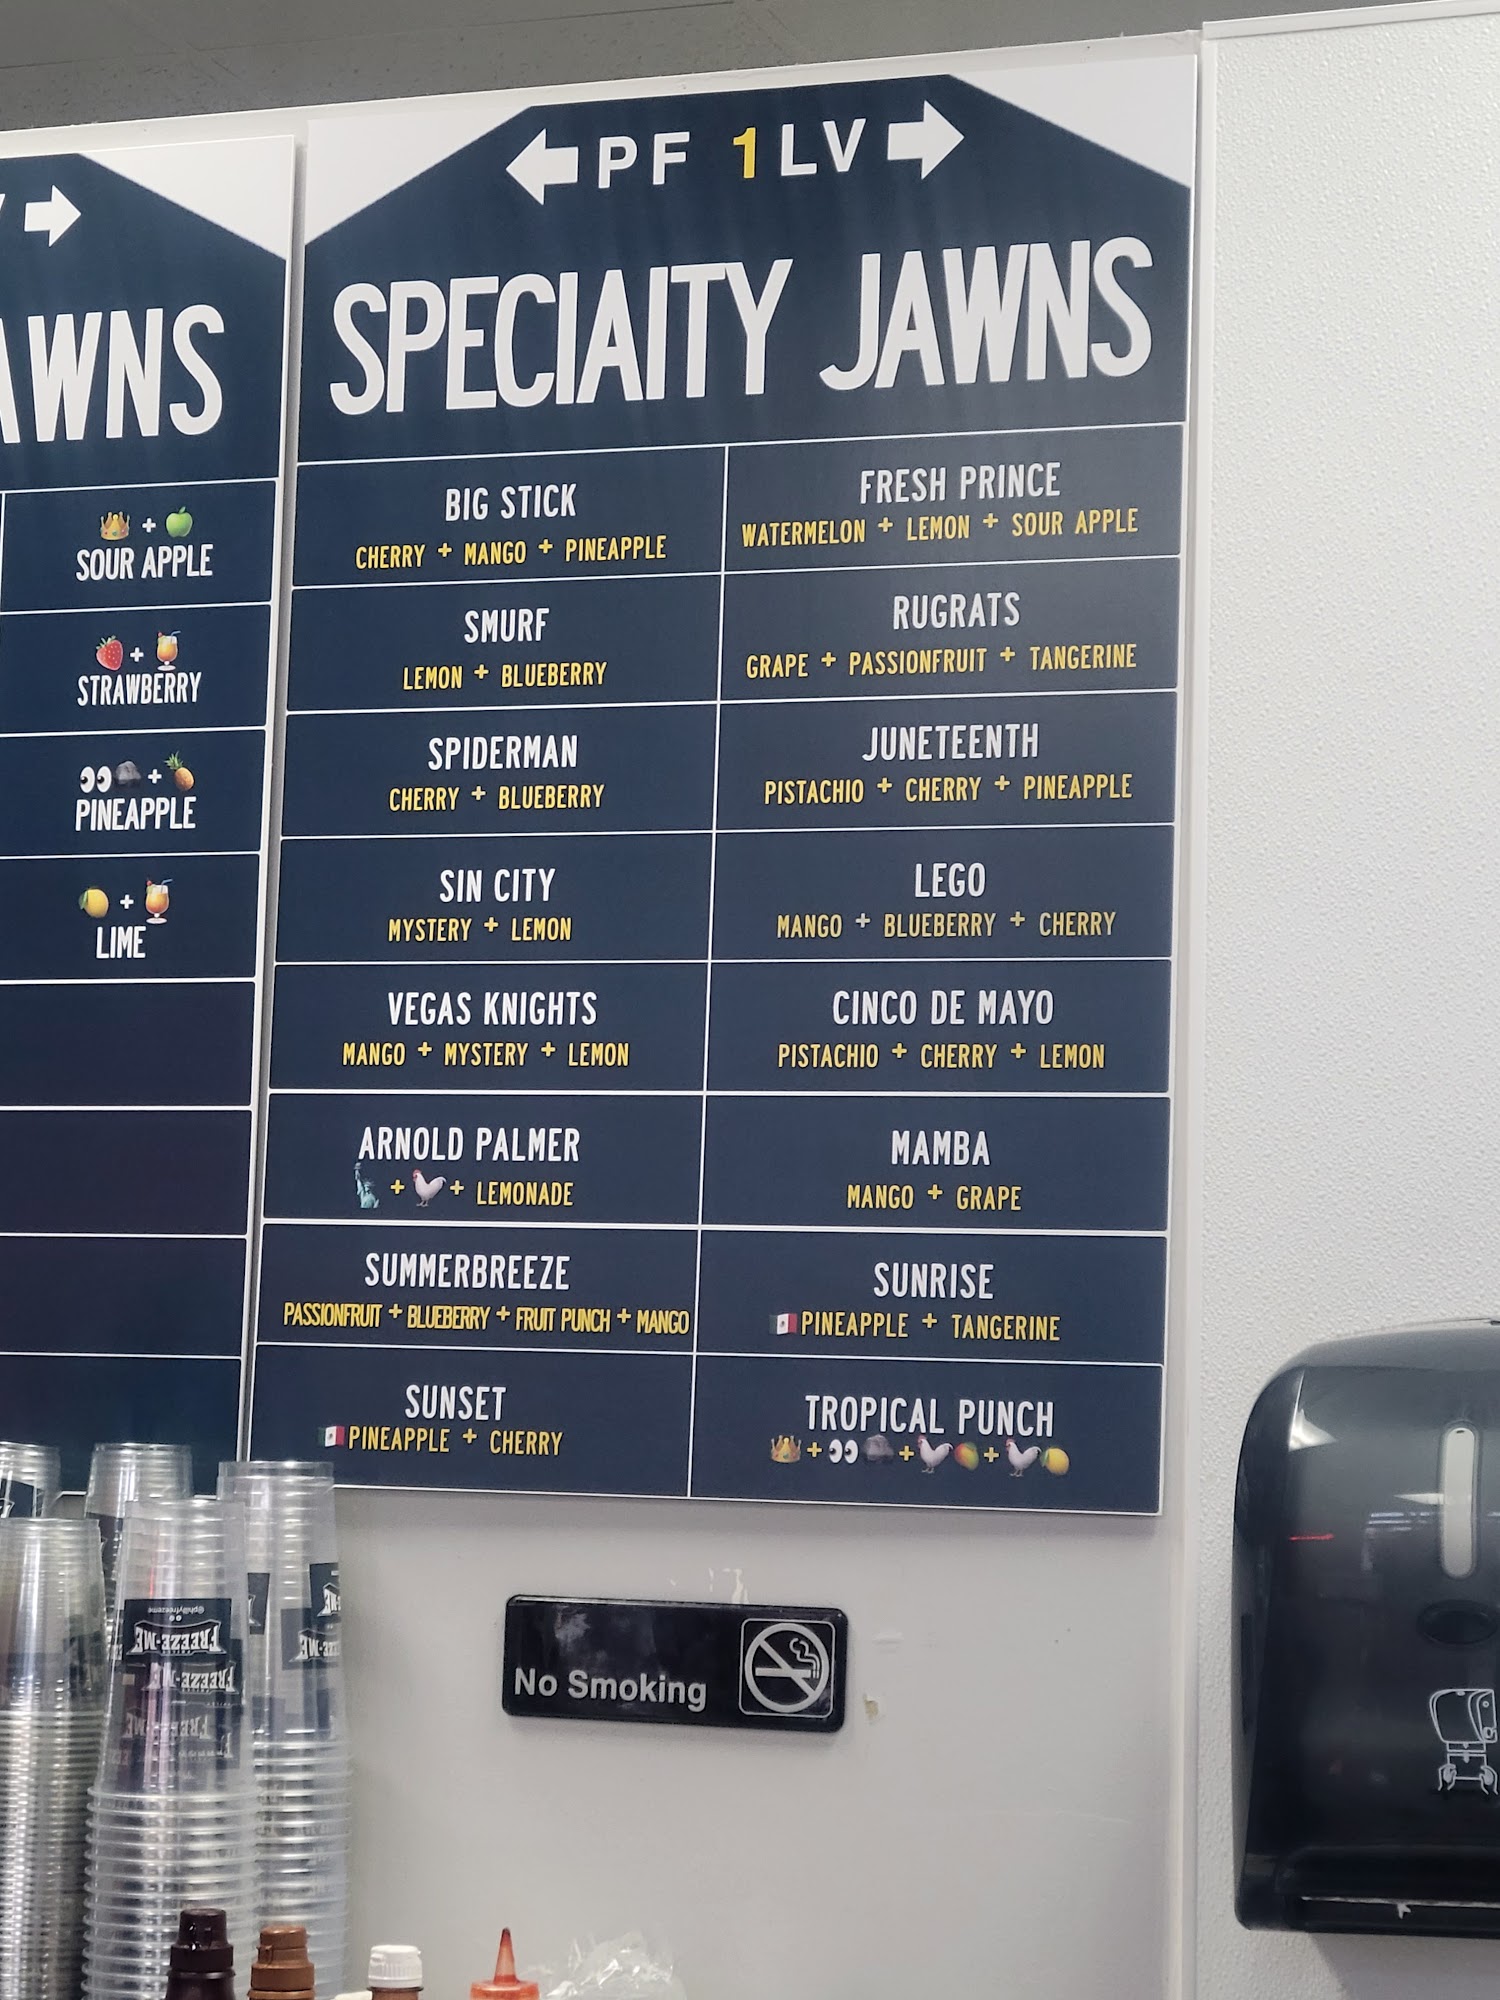 AWNS
👑 + 🍏
SOUR APPLE
🍓 + 🍹
STRAWBERRY
👀🪨 + 🍍
PINEAPPLE
🍋 + 🍹
LIME
PF 1LV
SPECIAITY JAWNS
BIG STICK
CHERRY + MANGO + PINEAPPLE
FRESH PRINCE
WATERMELON + LEMON + SOUR APPLE
SMURF
LEMON + BLUEBERRY
RUGRATS
GRAPE + PASSIONFRUIT + TANGERINE
SPIDERMAN
CHERRY + BLUEBERRY
JUNETEENTH
PISTACHIO + CHERRY + PINEAPPLE
SIN CITY
MYSTERY + LEMON
LEGO
MANGO + BLUEBERRY + CHERRY
VEGAS KNIGHTS
MANGO + MYSTERY + LEMON
CINCO DE MAYO
PISTACHIO + CHERRY + LEMON
ARNOLD PALMER
🗽 + 🐓 + LEMONADE
MAMBA
MANGO + GRAPE
SUMMERBREEZE
PASSIONFRUIT + BLUEBERRY + FRUIT PUNCH + MANGO
SUNRISE
🇲🇽 PINEAPPLE + TANGERINE
SUNSET
🇲🇽 PINEAPPLE + CHERRY
TROPICAL PUNCH
👑 + 👀🪨 + 🐓🥭 + 🐓🍋
No Smoking
@phillyfreezeme
FREEZE-ME
FREEZE-ME